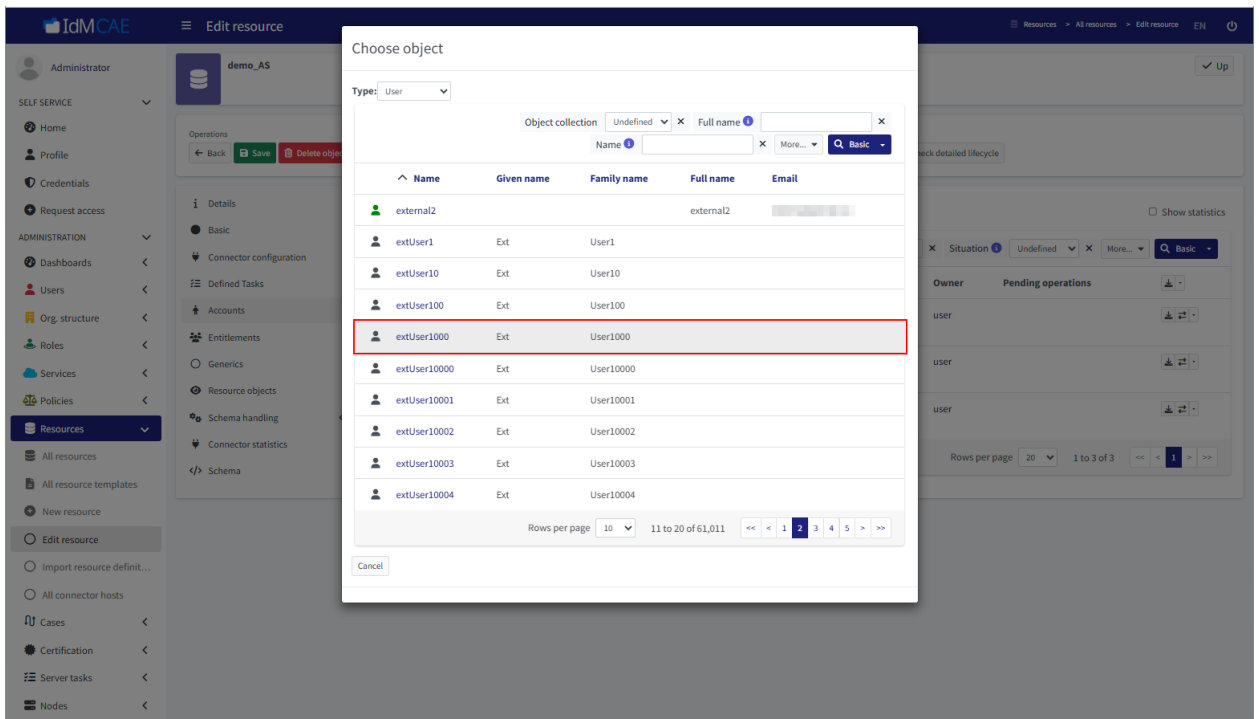 IdMCAE
Edit resource
Resources > All resources > Edit resource EN
Administrator
SELF SERVICE
Home
Profile
Credentials
Request access
ADMINISTRATION
Dashboards
Users
Org. structure
Roles
Services
Policies
Resources
All resources
All resource templates
New resource
Edit resource
Import resource definit...
All connector hosts
Cases
Certification
Server tasks
Nodes
demo_AS
Up
Operations
Back Save Delete objec
eck detailed lifecycle
Details
Basic
Connector configuration
Defined Tasks
Accounts
Entitlements
Generics
Resource objects
Schema handling
Connector statistics
Schema
Choose object
Type: User
Object collection Undefined Full name
Name More... Basic
Name Given name Family name Full name Email
external2 external2
extUser1 Ext User1
extUser10 Ext User10
extUser100 Ext User100
extUser1000 Ext User1000
extUser10000 Ext User10000
extUser10001 Ext User10001
extUser10002 Ext User10002
extUser10003 Ext User10003
extUser10004 Ext User10004
Rows per page 10 11 to 20 of 61,011 << < 1 2 3 4 5 > >>
Cancel
Show statistics
Situation Undefined More... Basic
Owner Pending operations
user
user
user
Rows per page 20 1 to 3 of 3 << < 1 > >>